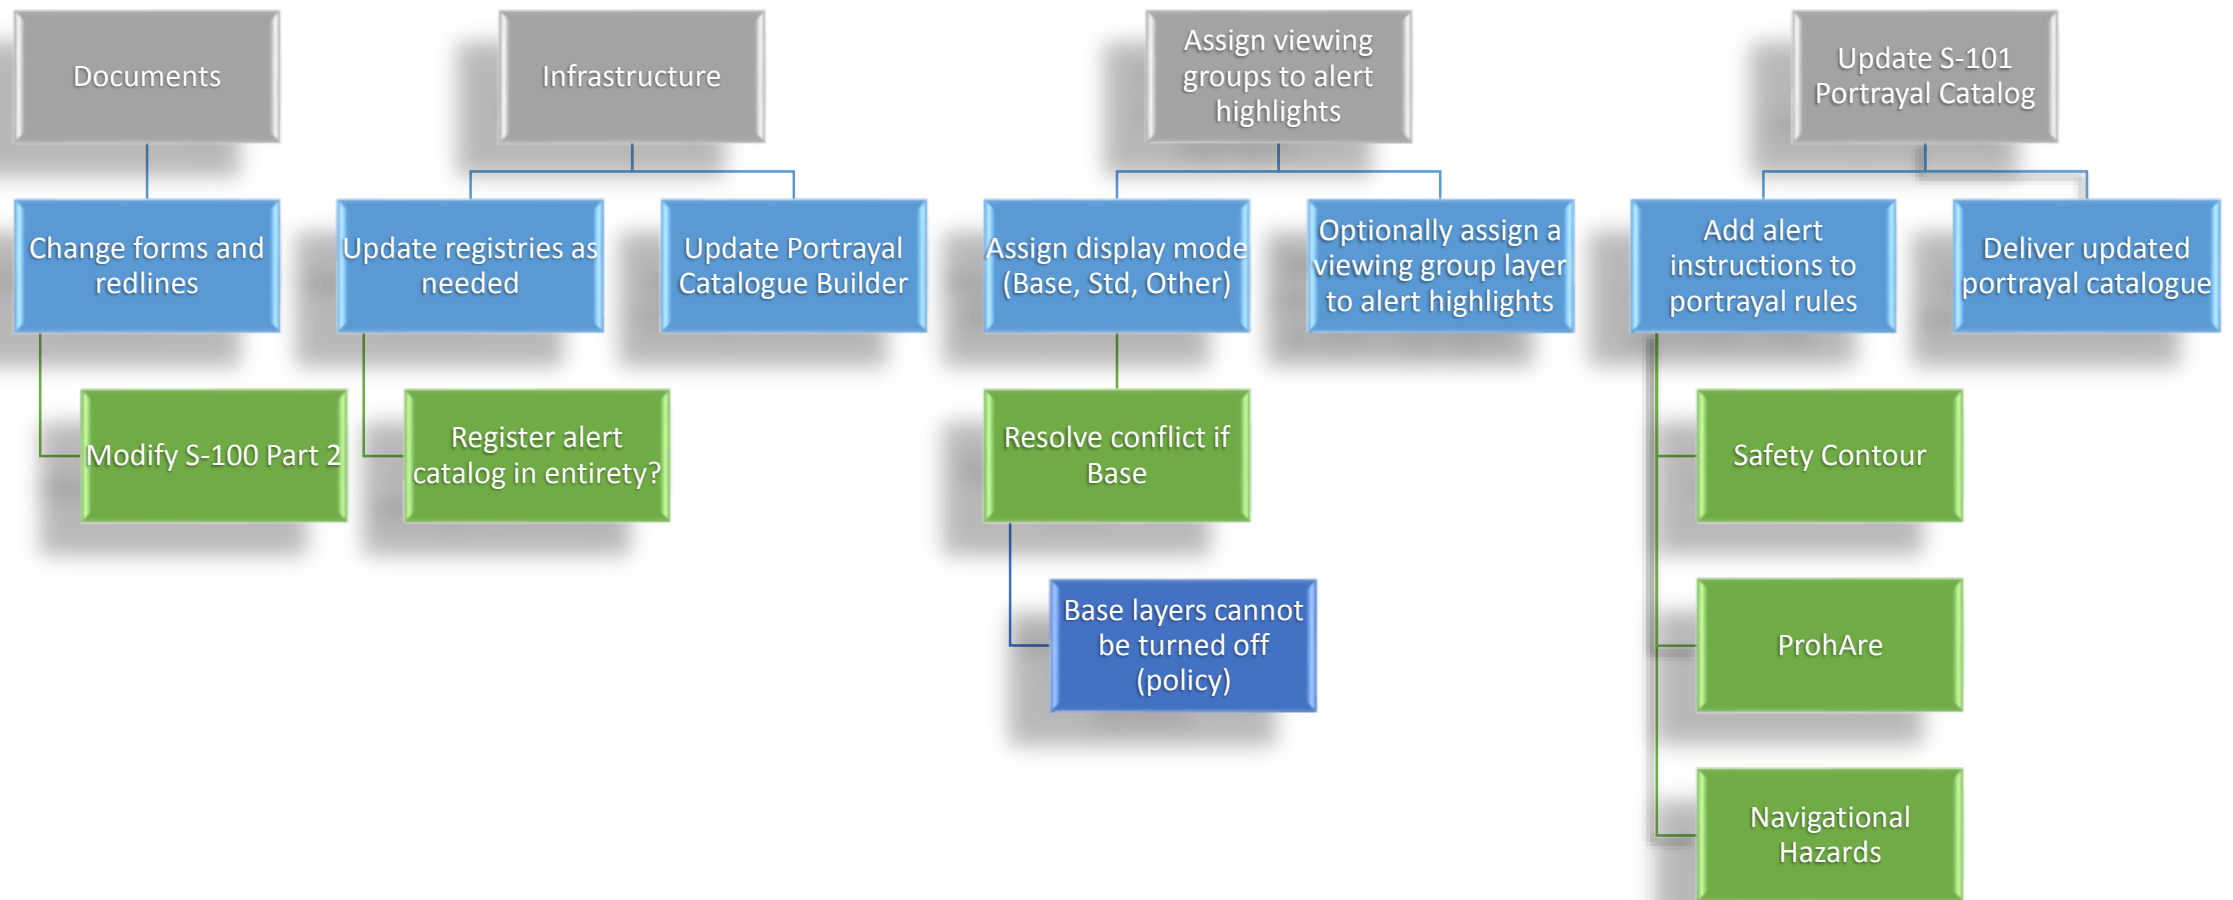 Documents
Infrastructure
Assign viewing
groups to alert
highlights
Update S-101
Portrayal Catalog
Change forms and
redlines
Update registries as
needed
Update Portrayal
Catalogue Builder
Assign display mode
(Base, Std, Other)
Optionally assign a
viewing group layer
to alert highlights
Add alert
instructions to
portrayal rules
Deliver updated
portrayal catalogue
Modify S-100 Part 2
Register alert
catalog in entirety?
Resolve conflict if
Base
Safety Contour
Base layers cannot
be turned off
(policy)
ProhAre
Navigational
Hazards